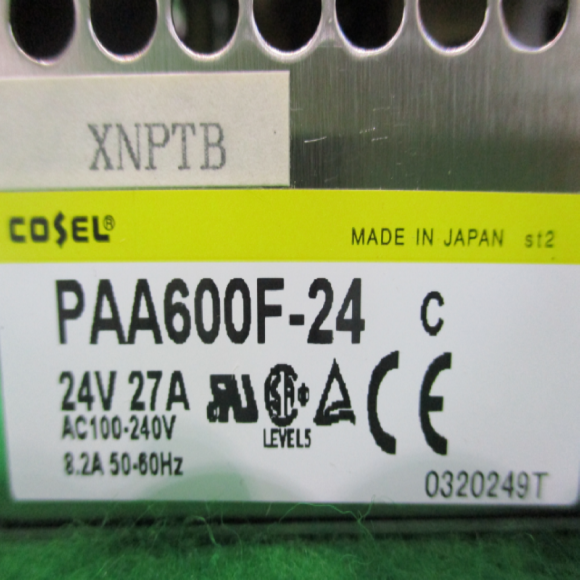 XNPTB
COSEL® MADE IN JAPAN st2
PAA600F-24 C
24V 27A
AC100-240V
8.2A 50-60Hz
LEVEL5
CE
0320249T